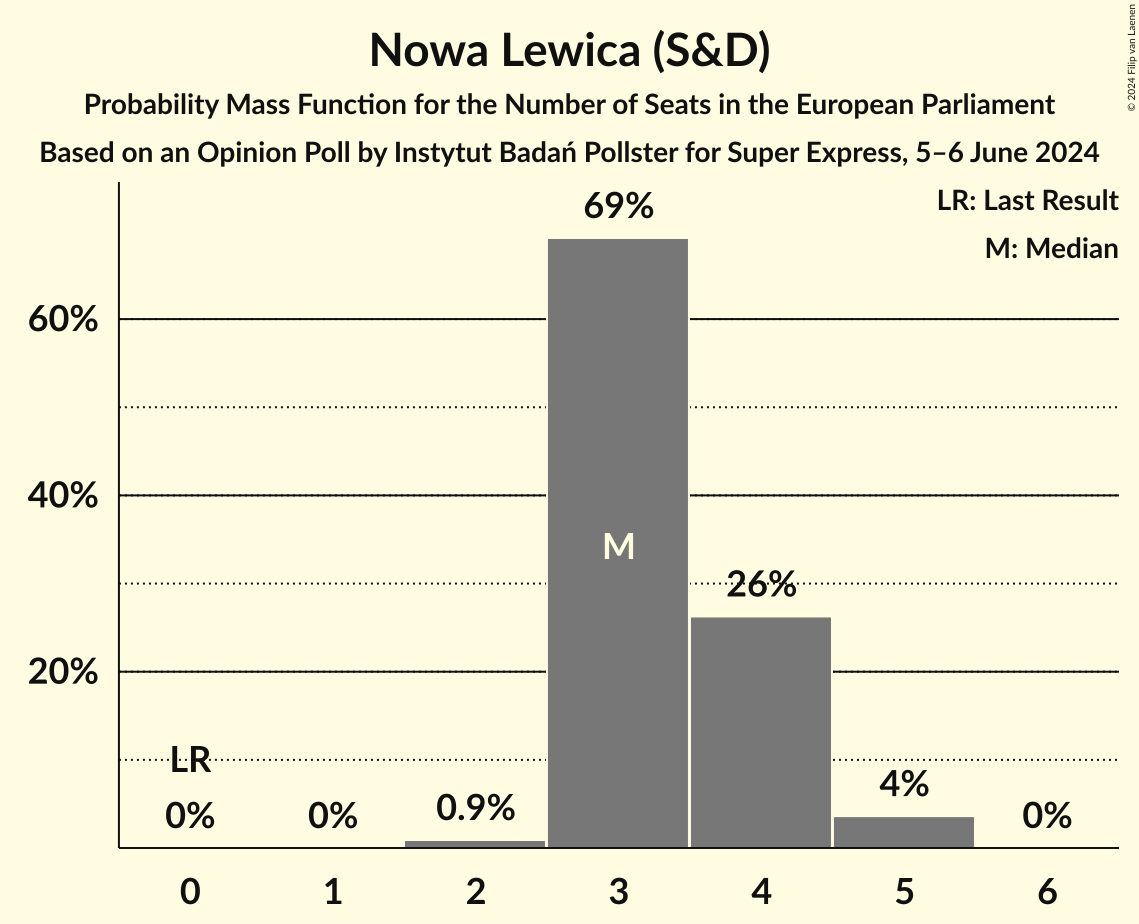 Nowa Lewica (S&D)
Probability Mass Function for the Number of Seats in the European Parliament
Based on an Opinion Poll by Instytut Badań Pollster for Super Express, 5–6 June 2024
© 2024 Filip van Laenen
LR: Last Result
M: Median
69%
60%
40%
M
26%
20%
LR
4%
0%
0%
0.9%
0%
0
1
2
3
4
5
6